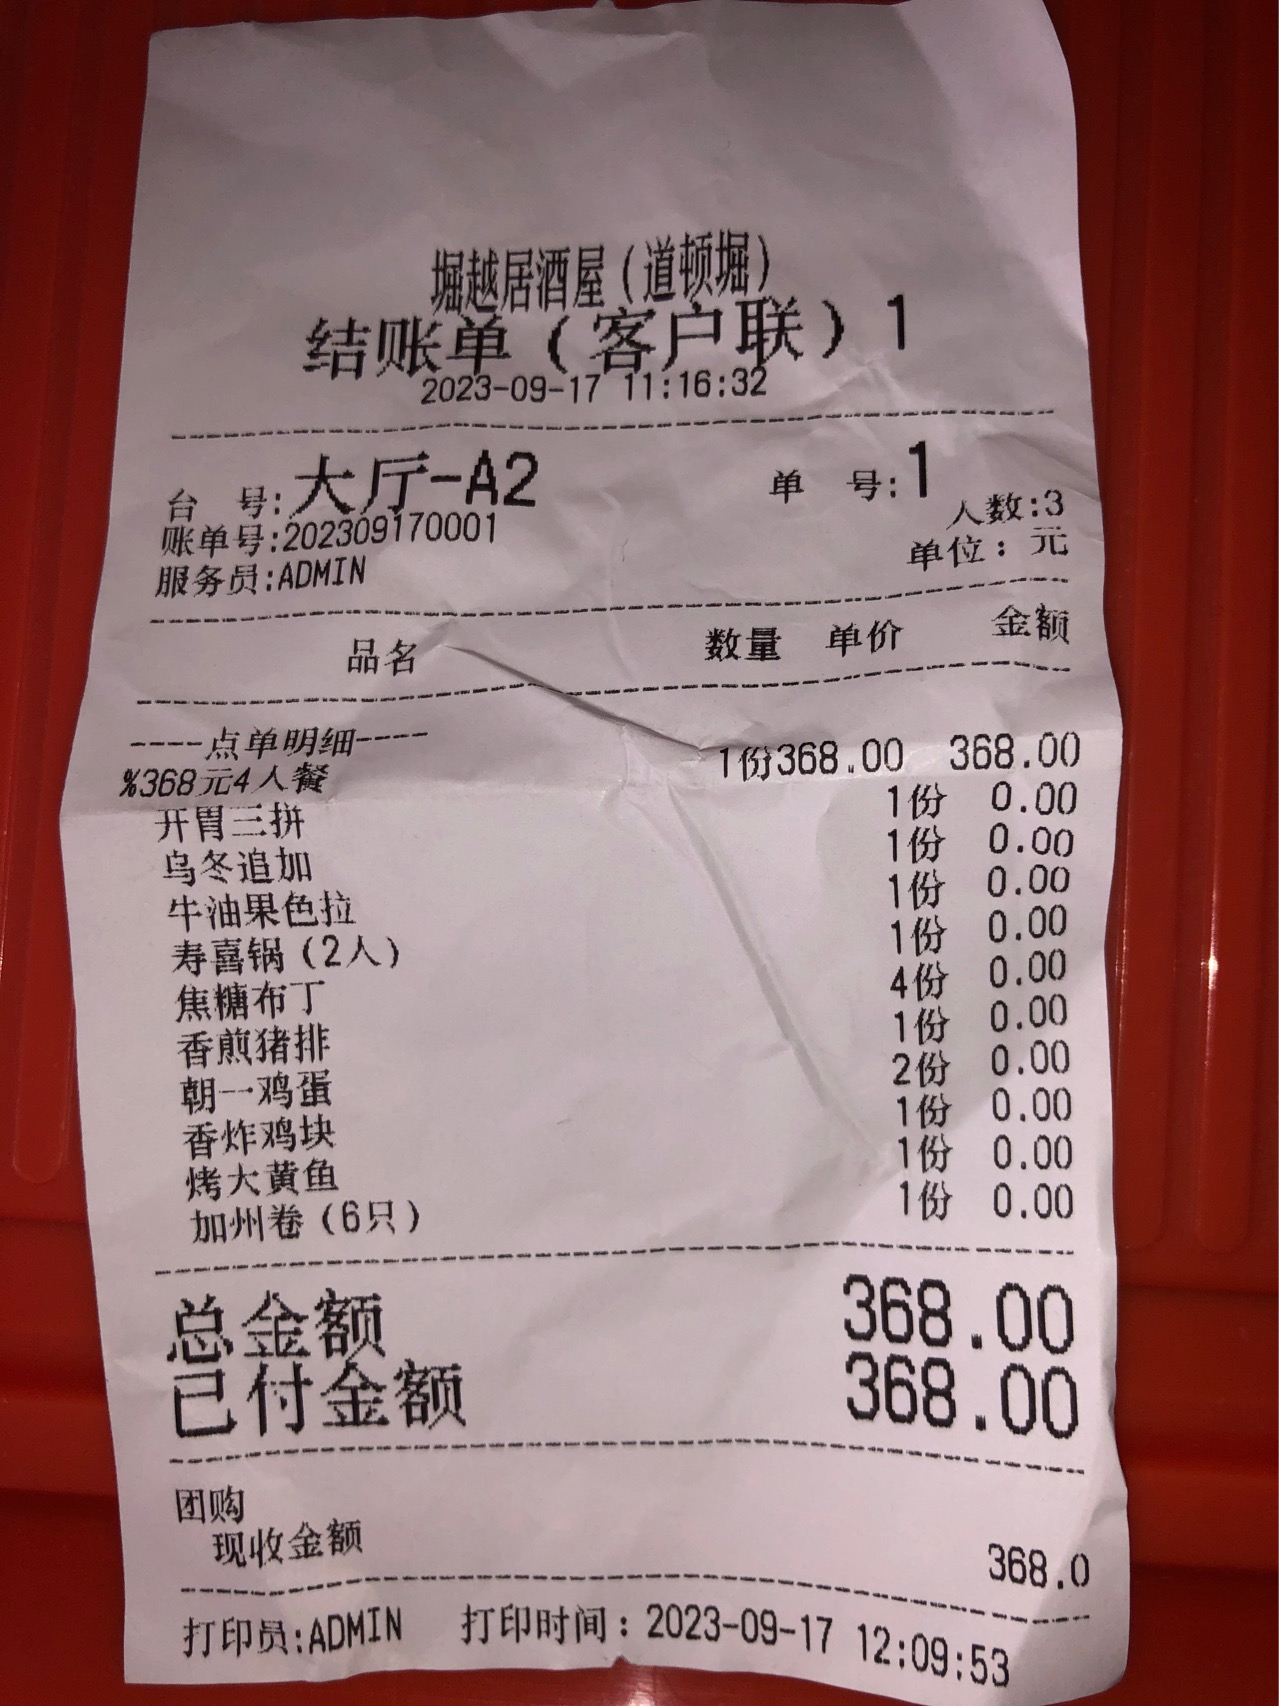 堀越居酒屋(道顿堀)
结账单(客户联)1
2023-09-17 11:16:32
台 号:大厅-A2 单 号:1
账单号:202309170001 人数:3
服务员:ADMIN 单位:元
品名 数量 单价 金额
----点单明细----
%368元4人餐 1份368.00 368.00
开胃三拼 1份 0.00
乌冬追加 1份 0.00
牛油果色拉 1份 0.00
寿喜锅(2人) 1份 0.00
焦糖布丁 4份 0.00
香煎猪排 1份 0.00
朝一鸡蛋 2份 0.00
香炸鸡块 1份 0.00
烤大黄鱼 1份 0.00
加州卷(6只) 1份 0.00
总金额 368.00
已付金额 368.00
团购
现收金额 368.0
打印员:ADMIN 打印时间:2023-09-17 12:09:53